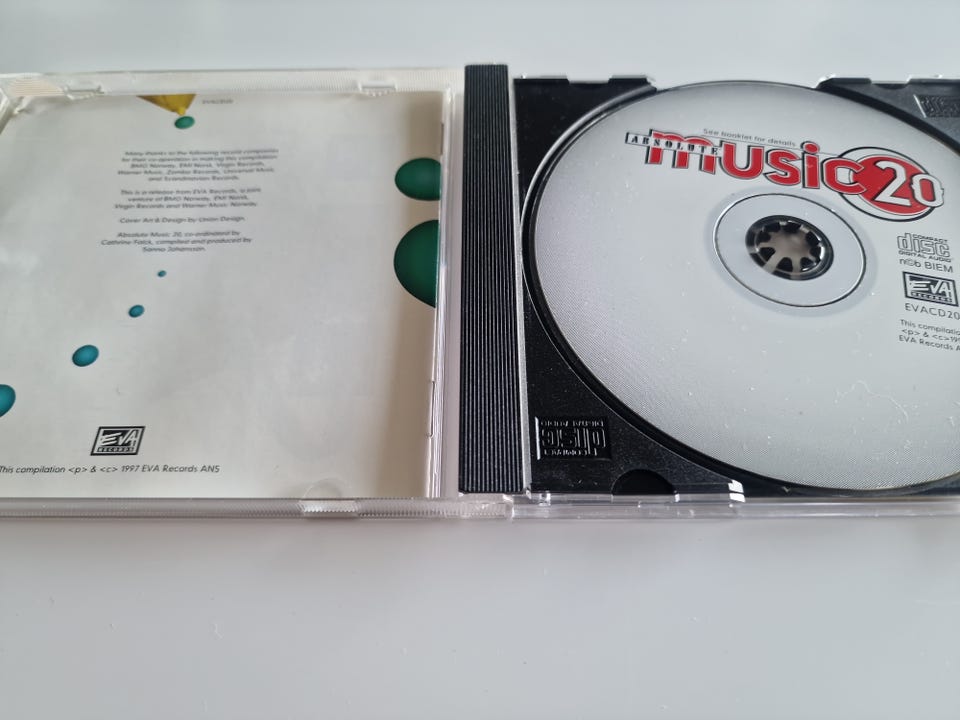 EVACD20
Many thanks to the following record companies
for their co-operation in making this compilation
BMG Norway, EMI Norsk, Virgin Records,
Warner Music, Zomba Records, Universal Music
and Scandinavian Records.
This is a release from EVA Records, a joint
venture of BMG Norway, EMI Norsk,
Virgin Records and Warner Music Norway.
Cover Art & Design by Union Design.
Absolute Music 20, co-ordinated by
Cathrine Falck, compiled and produced by
Sanna Johansson.
EVA
RECORDS
This compilation <p> & <c> 1997 EVA Records ANS
See booklet for details
ABSOLUTE
music 20
COMPACT
disc
DIGITAL AUDIO
n©b BIEM
EVA
RECORDS
EVACD20
This compilation
<p> & <c>199
EVA Records A
COMPACT
disc
DIGITAL AUDIO